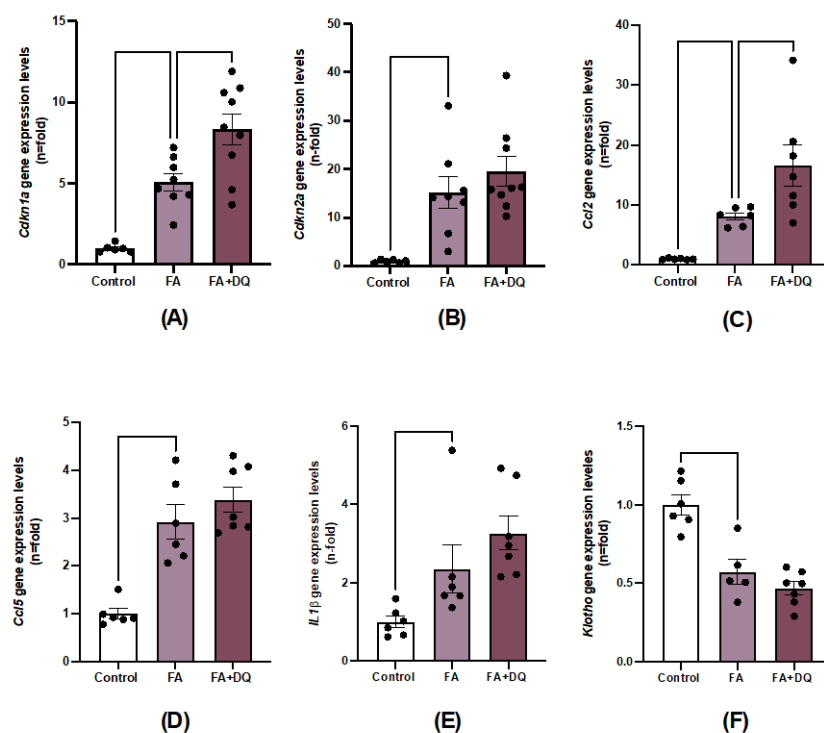 Cdkn1a gene expression levels
(n=fold)
15
10
5
0
Control FA FA+DQ
(A)
Cdkn2a gene expression levels
(n-fold)
50
40
30
20
10
0
Control FA FA+DQ
(B)
Ccl2 gene expression levels
(n=fold)
40
30
20
10
0
Control FA FA+DQ
(C)
Ccl5 gene expression levels
(n=fold)
5
4
3
2
1
0
Control FA FA+DQ
(D)
IL1β gene expression levels
(n-fold)
6
4
2
0
Control FA FA+DQ
(E)
Klotho gene expression leveles
(n=fold)
1.5
1.0
0.5
0.0
Control FA FA+DQ
(F)